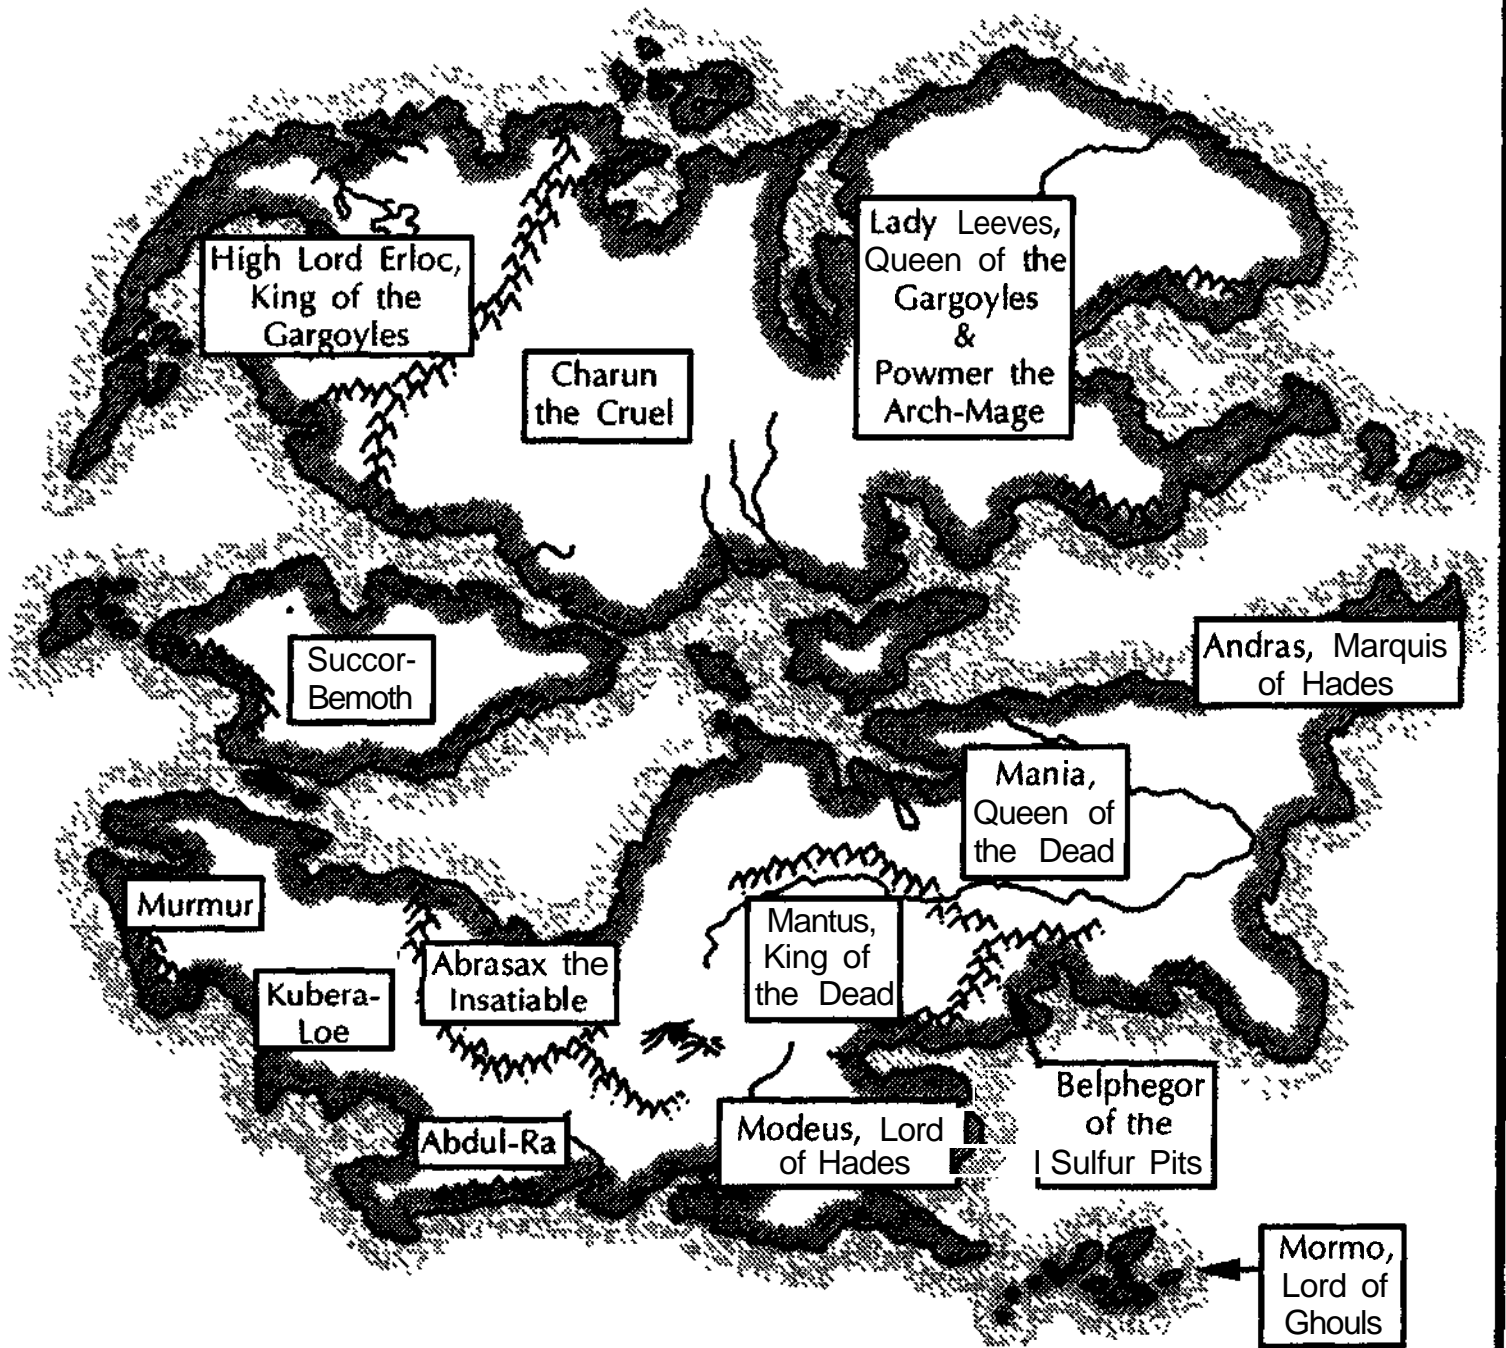 Lady Leeves,
Queen of the
Gargoyles
&
Powmer the
Arch-Mage
High Lord Erloc,
King of the
Gargoyles
Charun
the Cruel
Succor-
Bemoth
Andras, Marquis
of Hades
Mania,
Queen of
the Dead
Murmur
Mantus,
King of
the Dead
Abrasax the
Insatiable
Kubera-
Loe
Belphegor
of the
Sulfur Pits
Abdul-Ra
Modeus, Lord
of Hades
Mormo,
Lord of
Ghouls